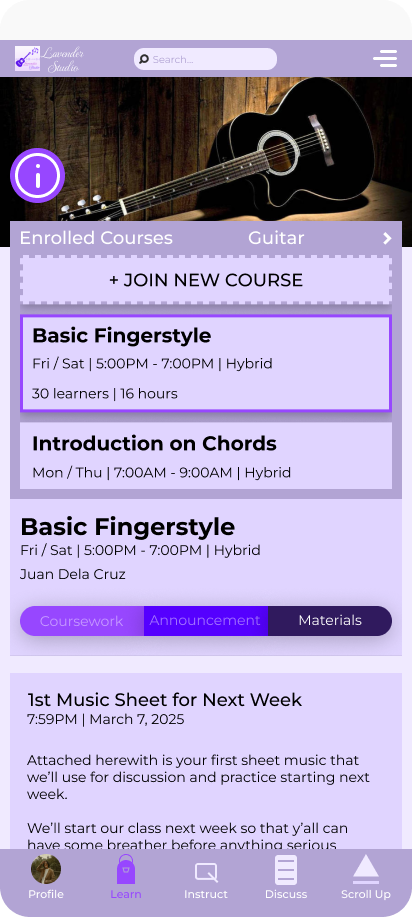 Lavender
Studio
Search...
Enrolled Courses
Guitar
+ JOIN NEW COURSE
Basic Fingerstyle
Fri / Sat | 5:00PM - 7:00PM | Hybrid
30 learners | 16 hours
Introduction on Chords
Mon / Thu | 7:00AM - 9:00AM | Hybrid
Basic Fingerstyle
Fri / Sat | 5:00PM - 7:00PM | Hybrid
Juan Dela Cruz
Coursework
Announcement
Materials
1st Music Sheet for Next Week
7:59PM | March 7, 2025
Attached herewith is your first sheet music that
we'll use for discussion and practice starting next
week.
We'll start our class next week so that y'all can
have some breather before anything serious
Profile
Learn
Instruct
Discuss
Scroll Up